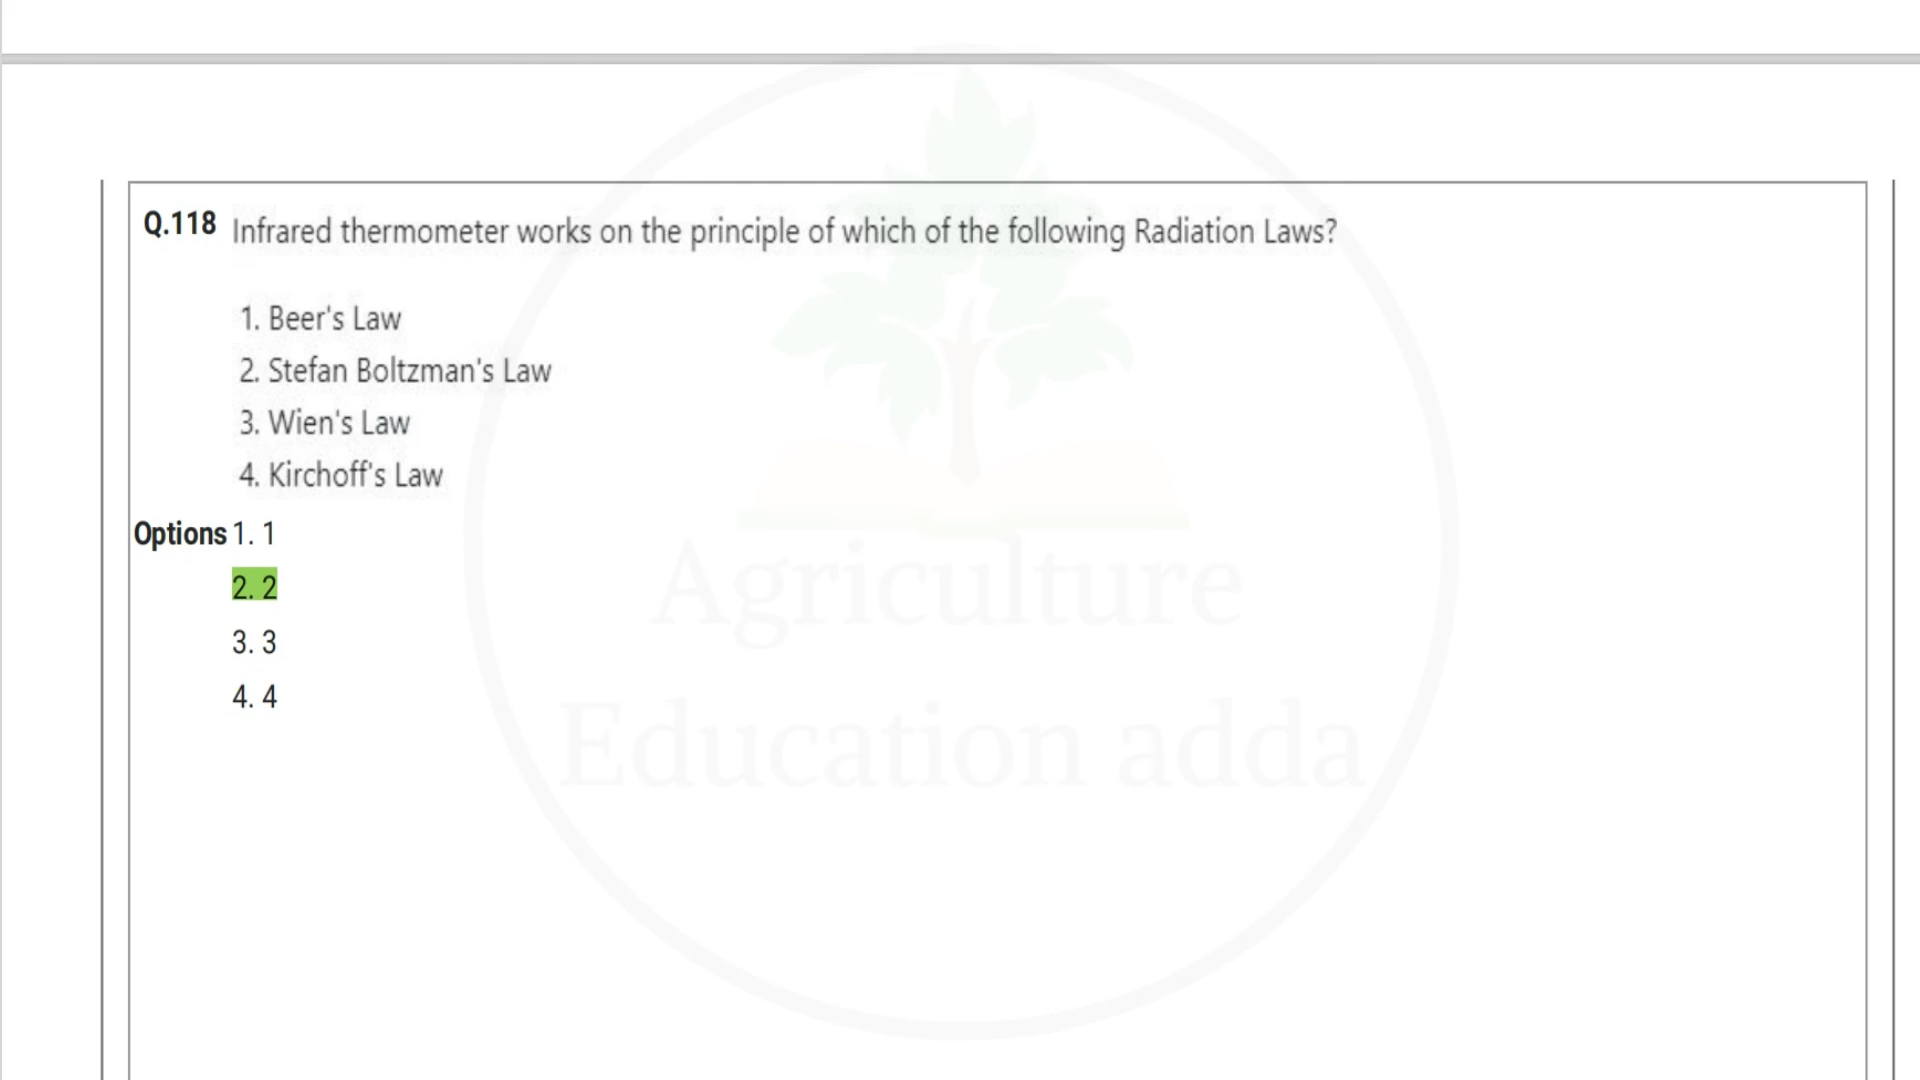 Q.118 Infrared thermometer works on the principle of which of the following Radiation Laws?
1. Beer's Law
2. Stefan Boltzman's Law
3. Wien's Law
4. Kirchoff's Law
Options 1. 1
2. 2
3. 3
4. 4
Agriculture
Education adda